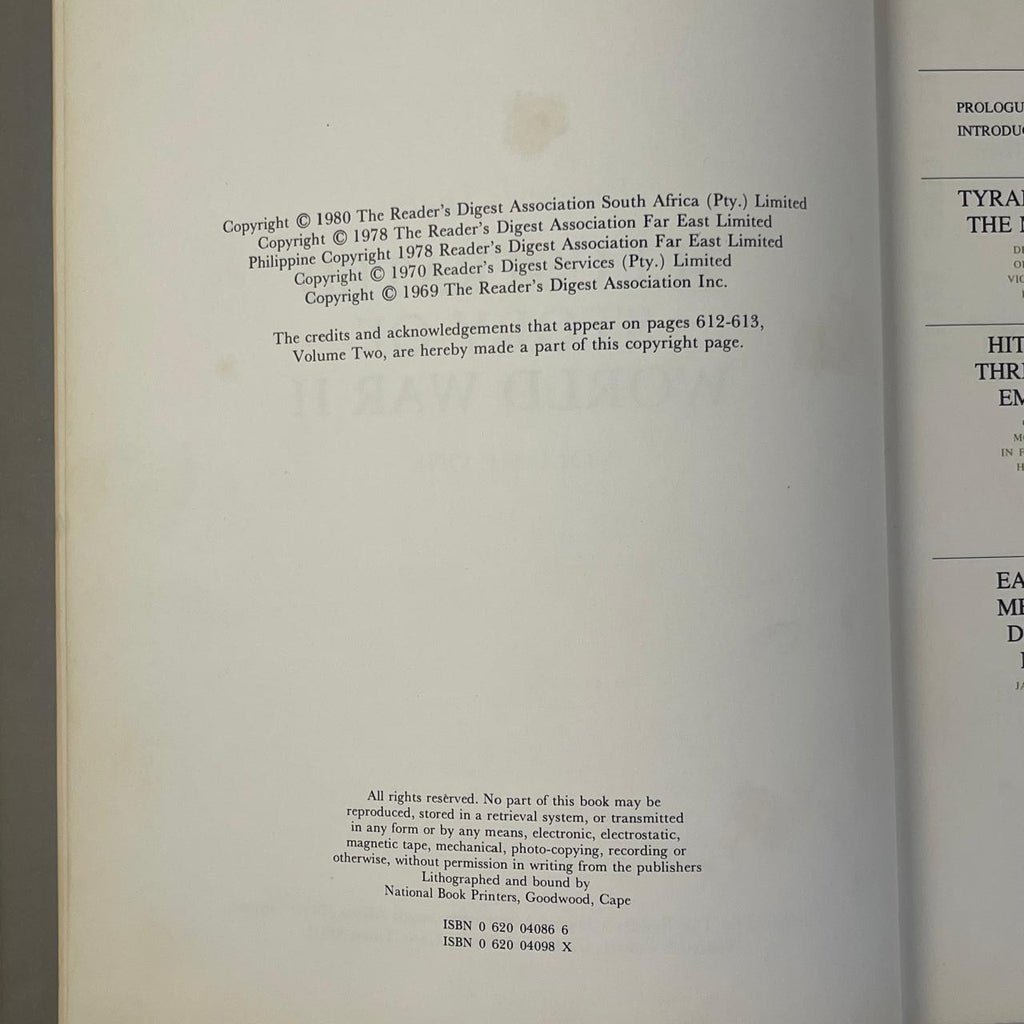 Copyright © 1980 The Reader's Digest Association South Africa (Pty.) Limited
Copyright © 1978 The Reader's Digest Association Far East Limited
Philippine Copyright 1978 Reader's Digest Association Far East Limited
Copyright © 1970 Reader's Digest Services (Pty.) Limited
Copyright © 1969 The Reader's Digest Association Inc.
The credits and acknowledgements that appear on pages 612-613,
Volume Two, are hereby made a part of this copyright page.
WORLD WAR II
All rights reserved. No part of this book may be
reproduced, stored in a retrieval system, or transmitted
in any form or by any means, electronic, electrostatic,
magnetic tape, mechanical, photo-copying, recording or
otherwise, without permission in writing from the publishers
Lithographed and bound by
National Book Printers, Goodwood, Cape
ISBN 0 620 04086 6
ISBN 0 620 04098 X
PROLOGU
INTRODU
TYRA
THE
HIT
THR
EM
IN F
EA
ME
D
JA